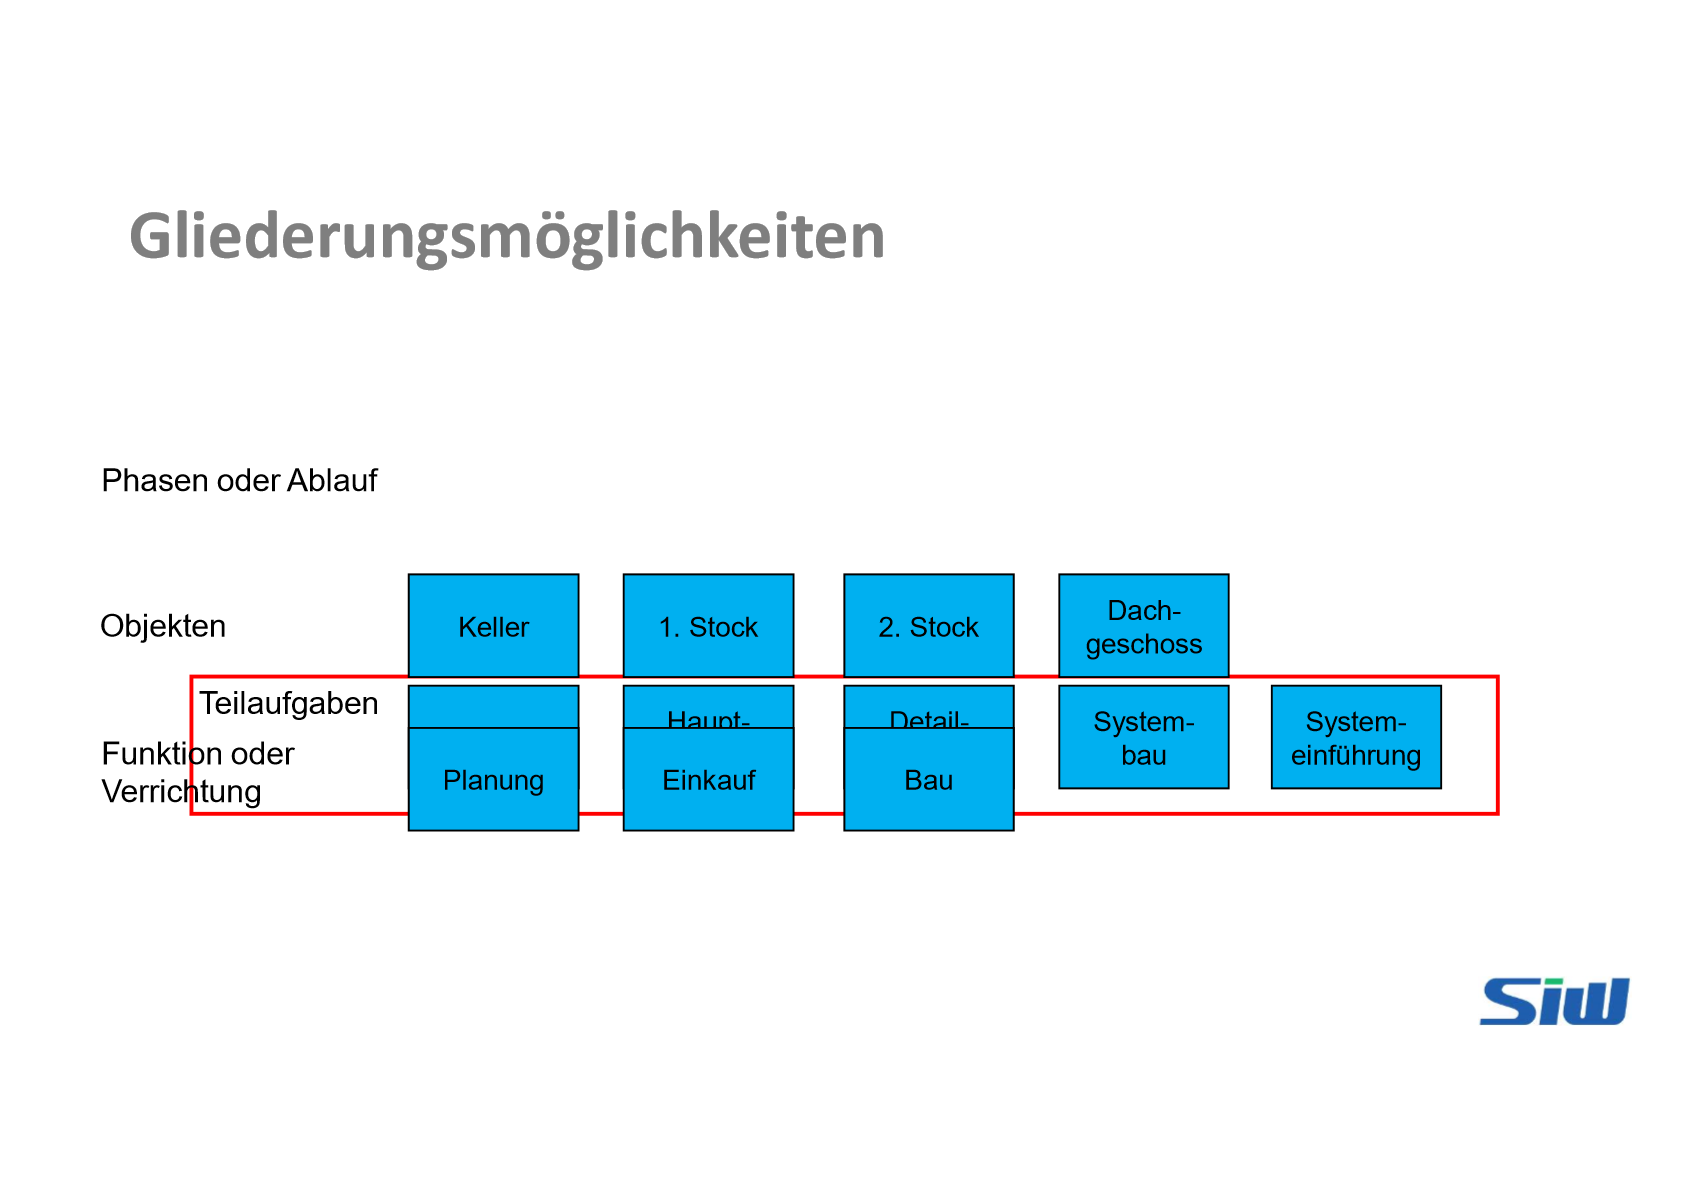 Gliederungsmöglichkeiten
Phasen oder Ablauf
Objekten
Keller
1. Stock
2. Stock
Dach-
geschoss
Teilaufgaben
Haupt-
Detail-
System-
bau
System-
einführung
Funktion oder
Verrichtung
Planung
Einkauf
Bau
Siw